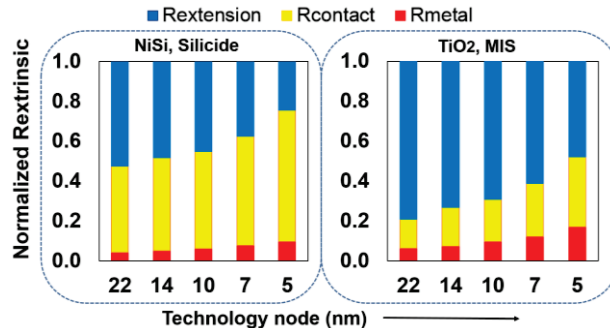 Rextension Rcontact Rmetal
NiSi, Silicide
TiO2, MIS
Normalized Rextrinsic
1.0
0.8
0.6
0.4
0.2
0.0
22 14 10 7 5
1.0
0.8
0.6
0.4
0.2
0.0
22 14 10 7 5
Technology node (nm)